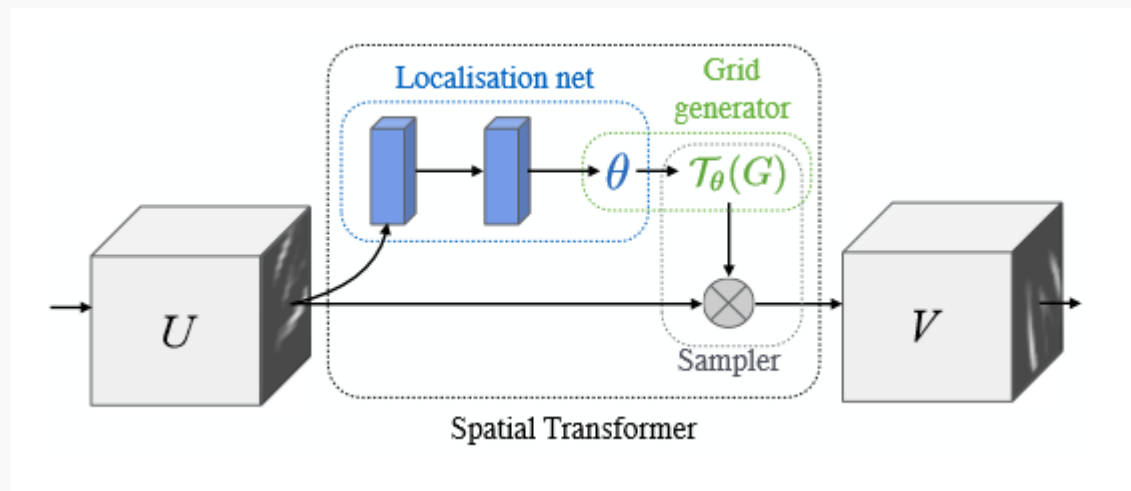 Localisation net
Grid
generator
θ
𝒯θ(G)
U
V
Sampler
Spatial Transformer